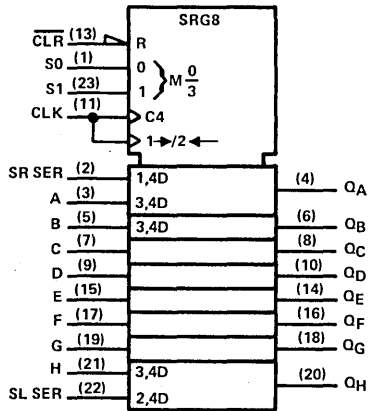 SRG8
CLR (13) R
S0 (1) 0
M 0/3
S1 (23) 1
CLK (11) C4
1→/2←
SR SER (2) 1,4D (4) QA
A (3) 3,4D
B (5) 3,4D (6) QB
C (7) (8) QC
D (9) (10) QD
E (15) (14) QE
F (17) (16) QF
G (19) (18) QG
H (21) 3,4D (20) QH
SL SER (22) 2,4D